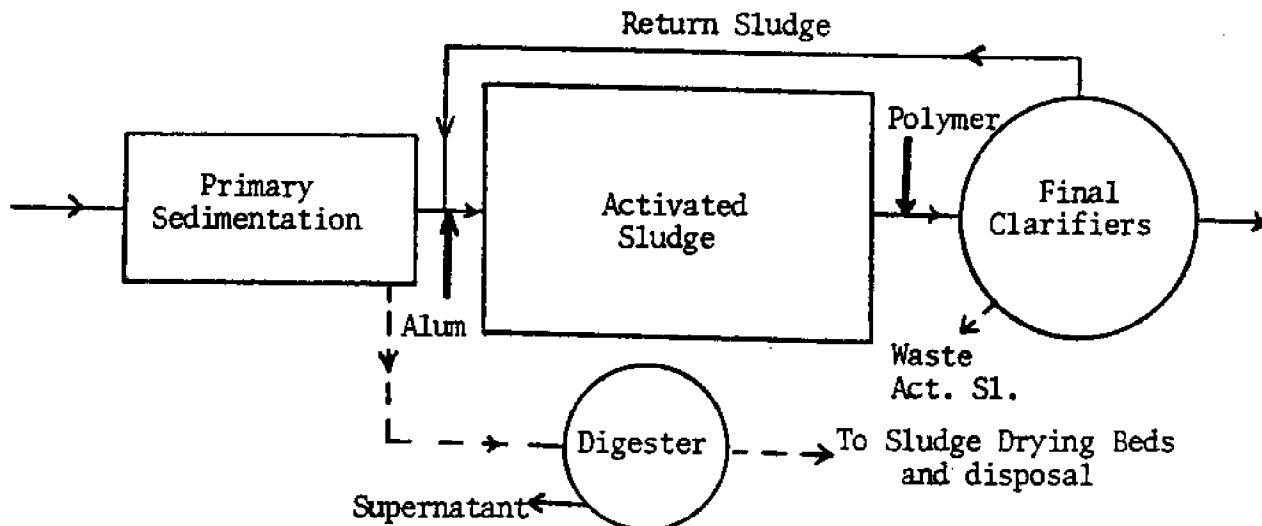 Return Sludge
Polymer
Primary
Sedimentation
Activated
Sludge
Final
Clarifiers
Alum
Waste
Act. Sl.
Digester
To Sludge Drying Beds
and disposal
Supernatant